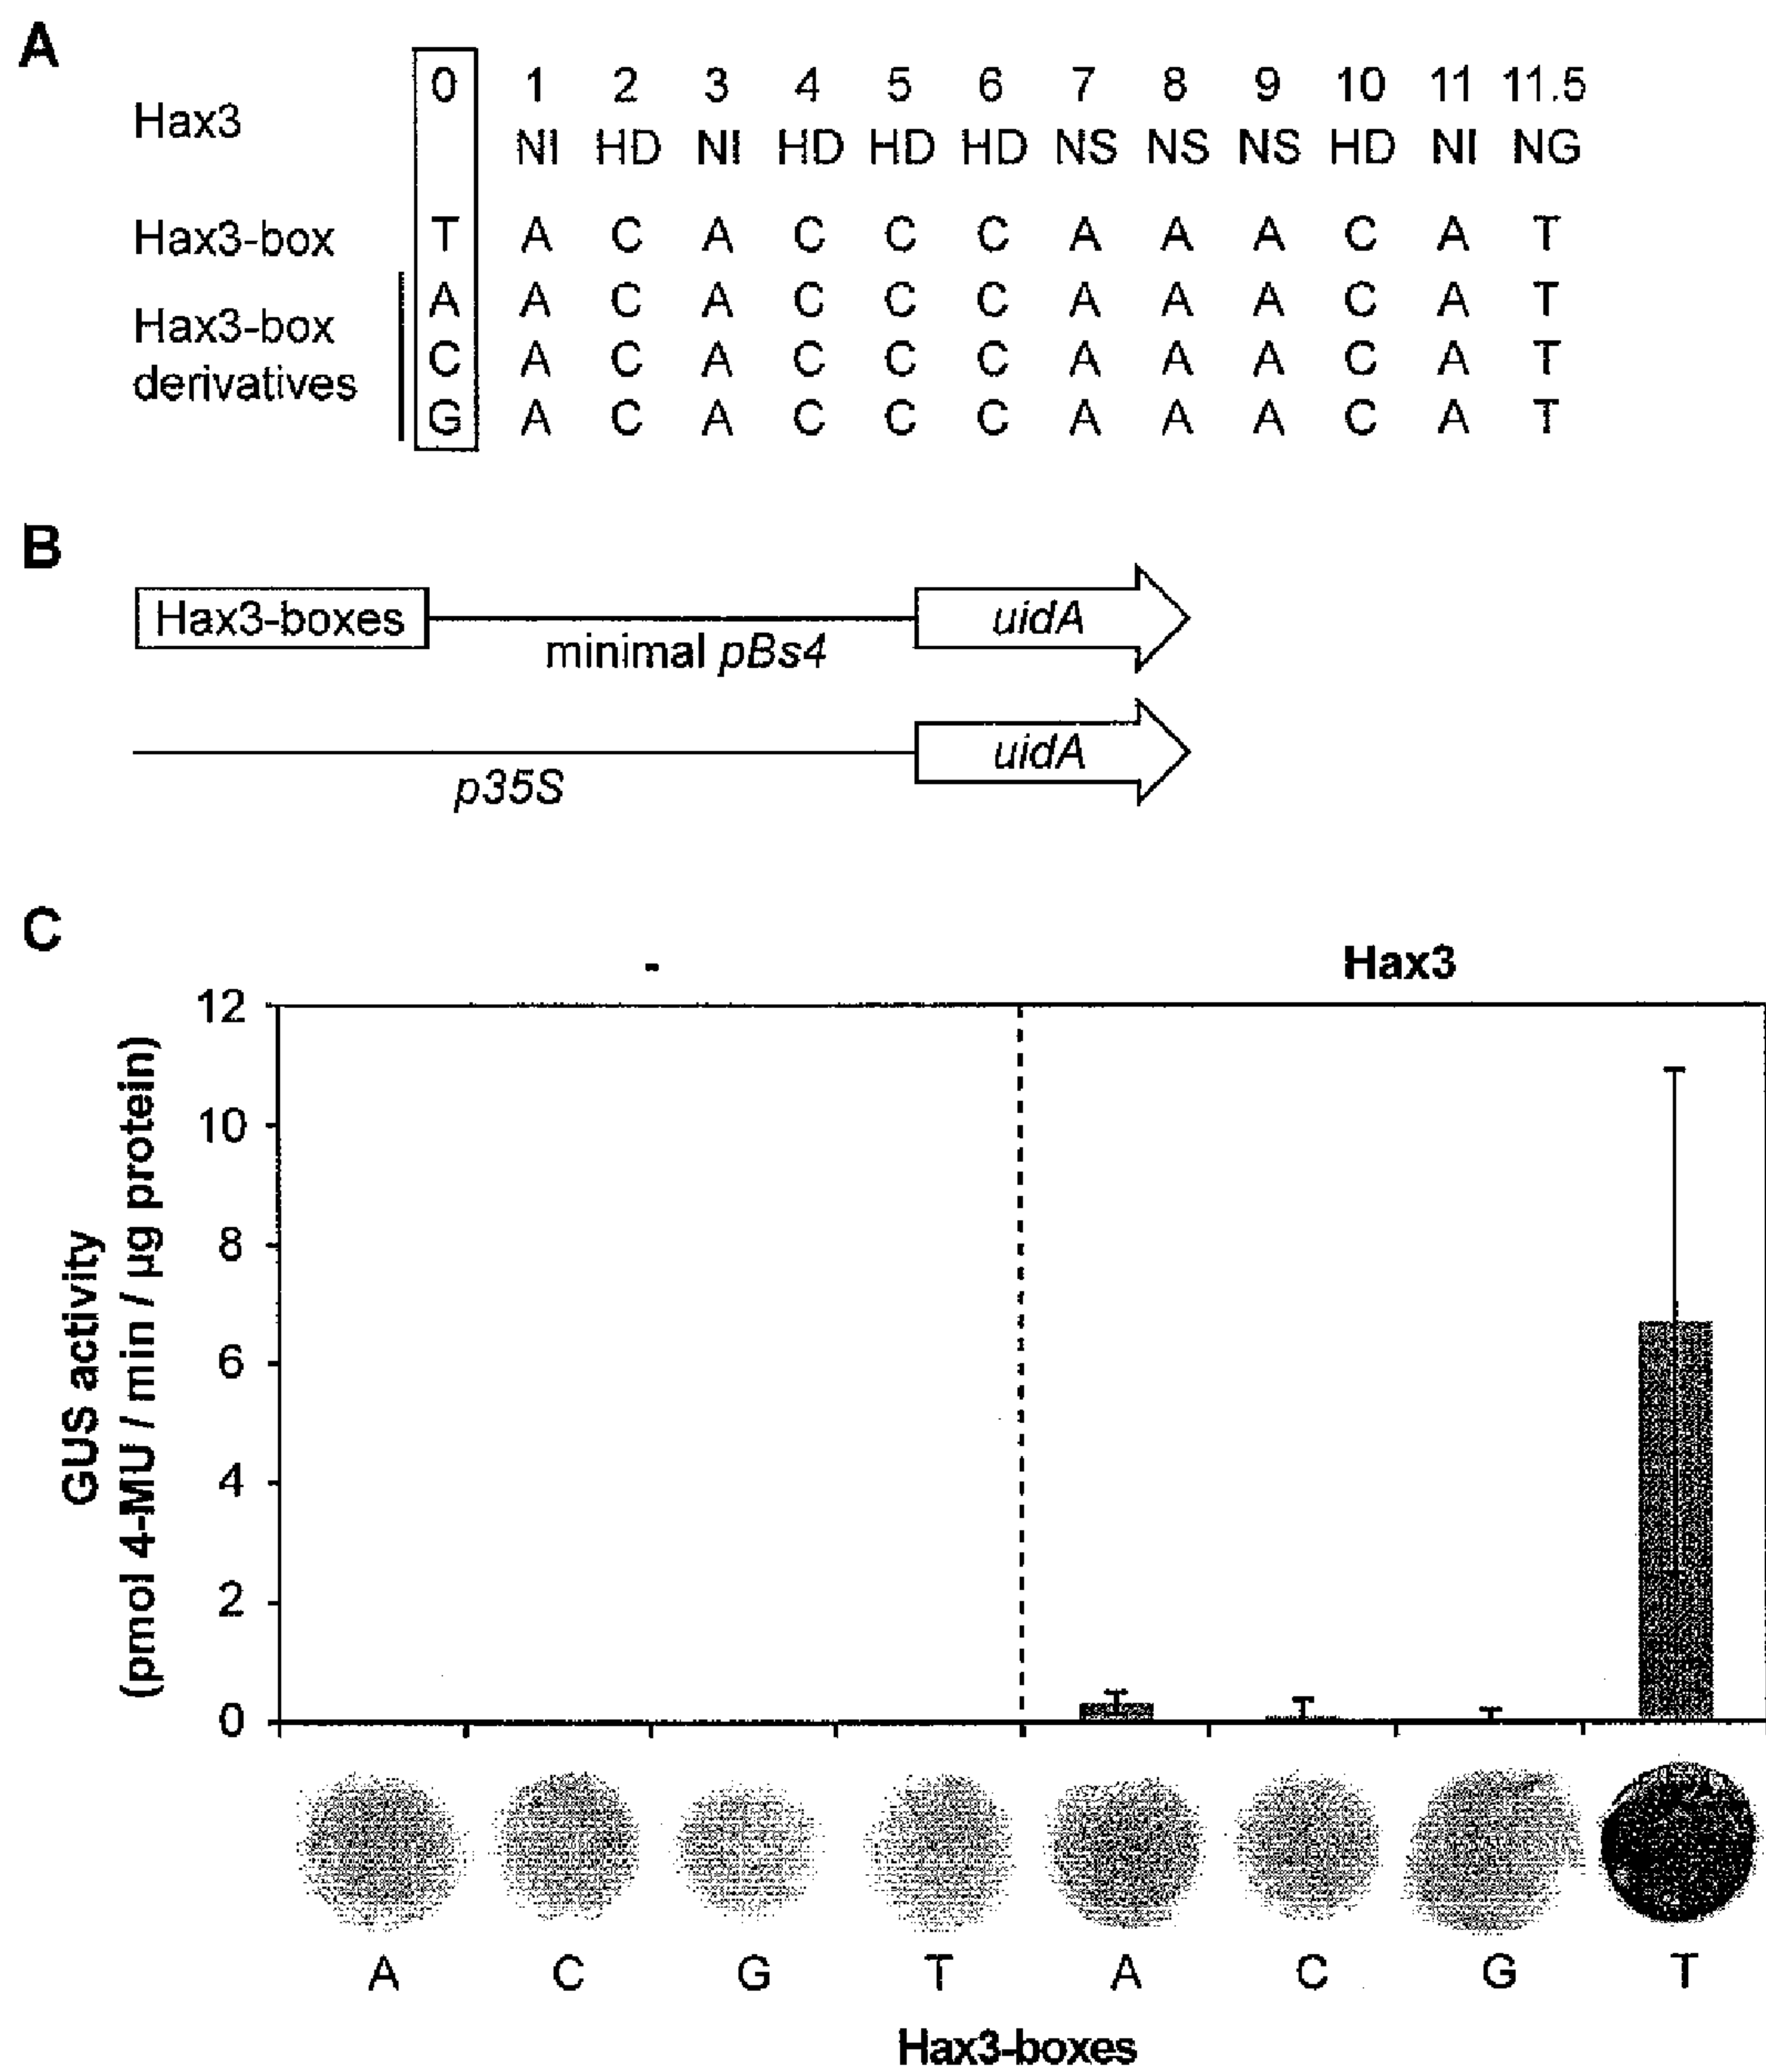 A
0 1 2 3 4 5 6 7 8 9 10 11 11.5
Hax3
NI HD NI HD HD HD NS NS NS HD NI NG
Hax3-box T A C A C C C A A A C A T
A A C A C C C A A A C A T
Hax3-box
derivatives
C A C A C C C A A A C A T
G A C A C C C A A A C A T
B
Hax3-boxes
minimal pBs4
uidA
p35S
uidA
C
- Hax3
12
10
8
6
4
2
0
GUS activity
(pmol 4-MU / min / µg protein)
A C G T A C G T
Hax3-boxes